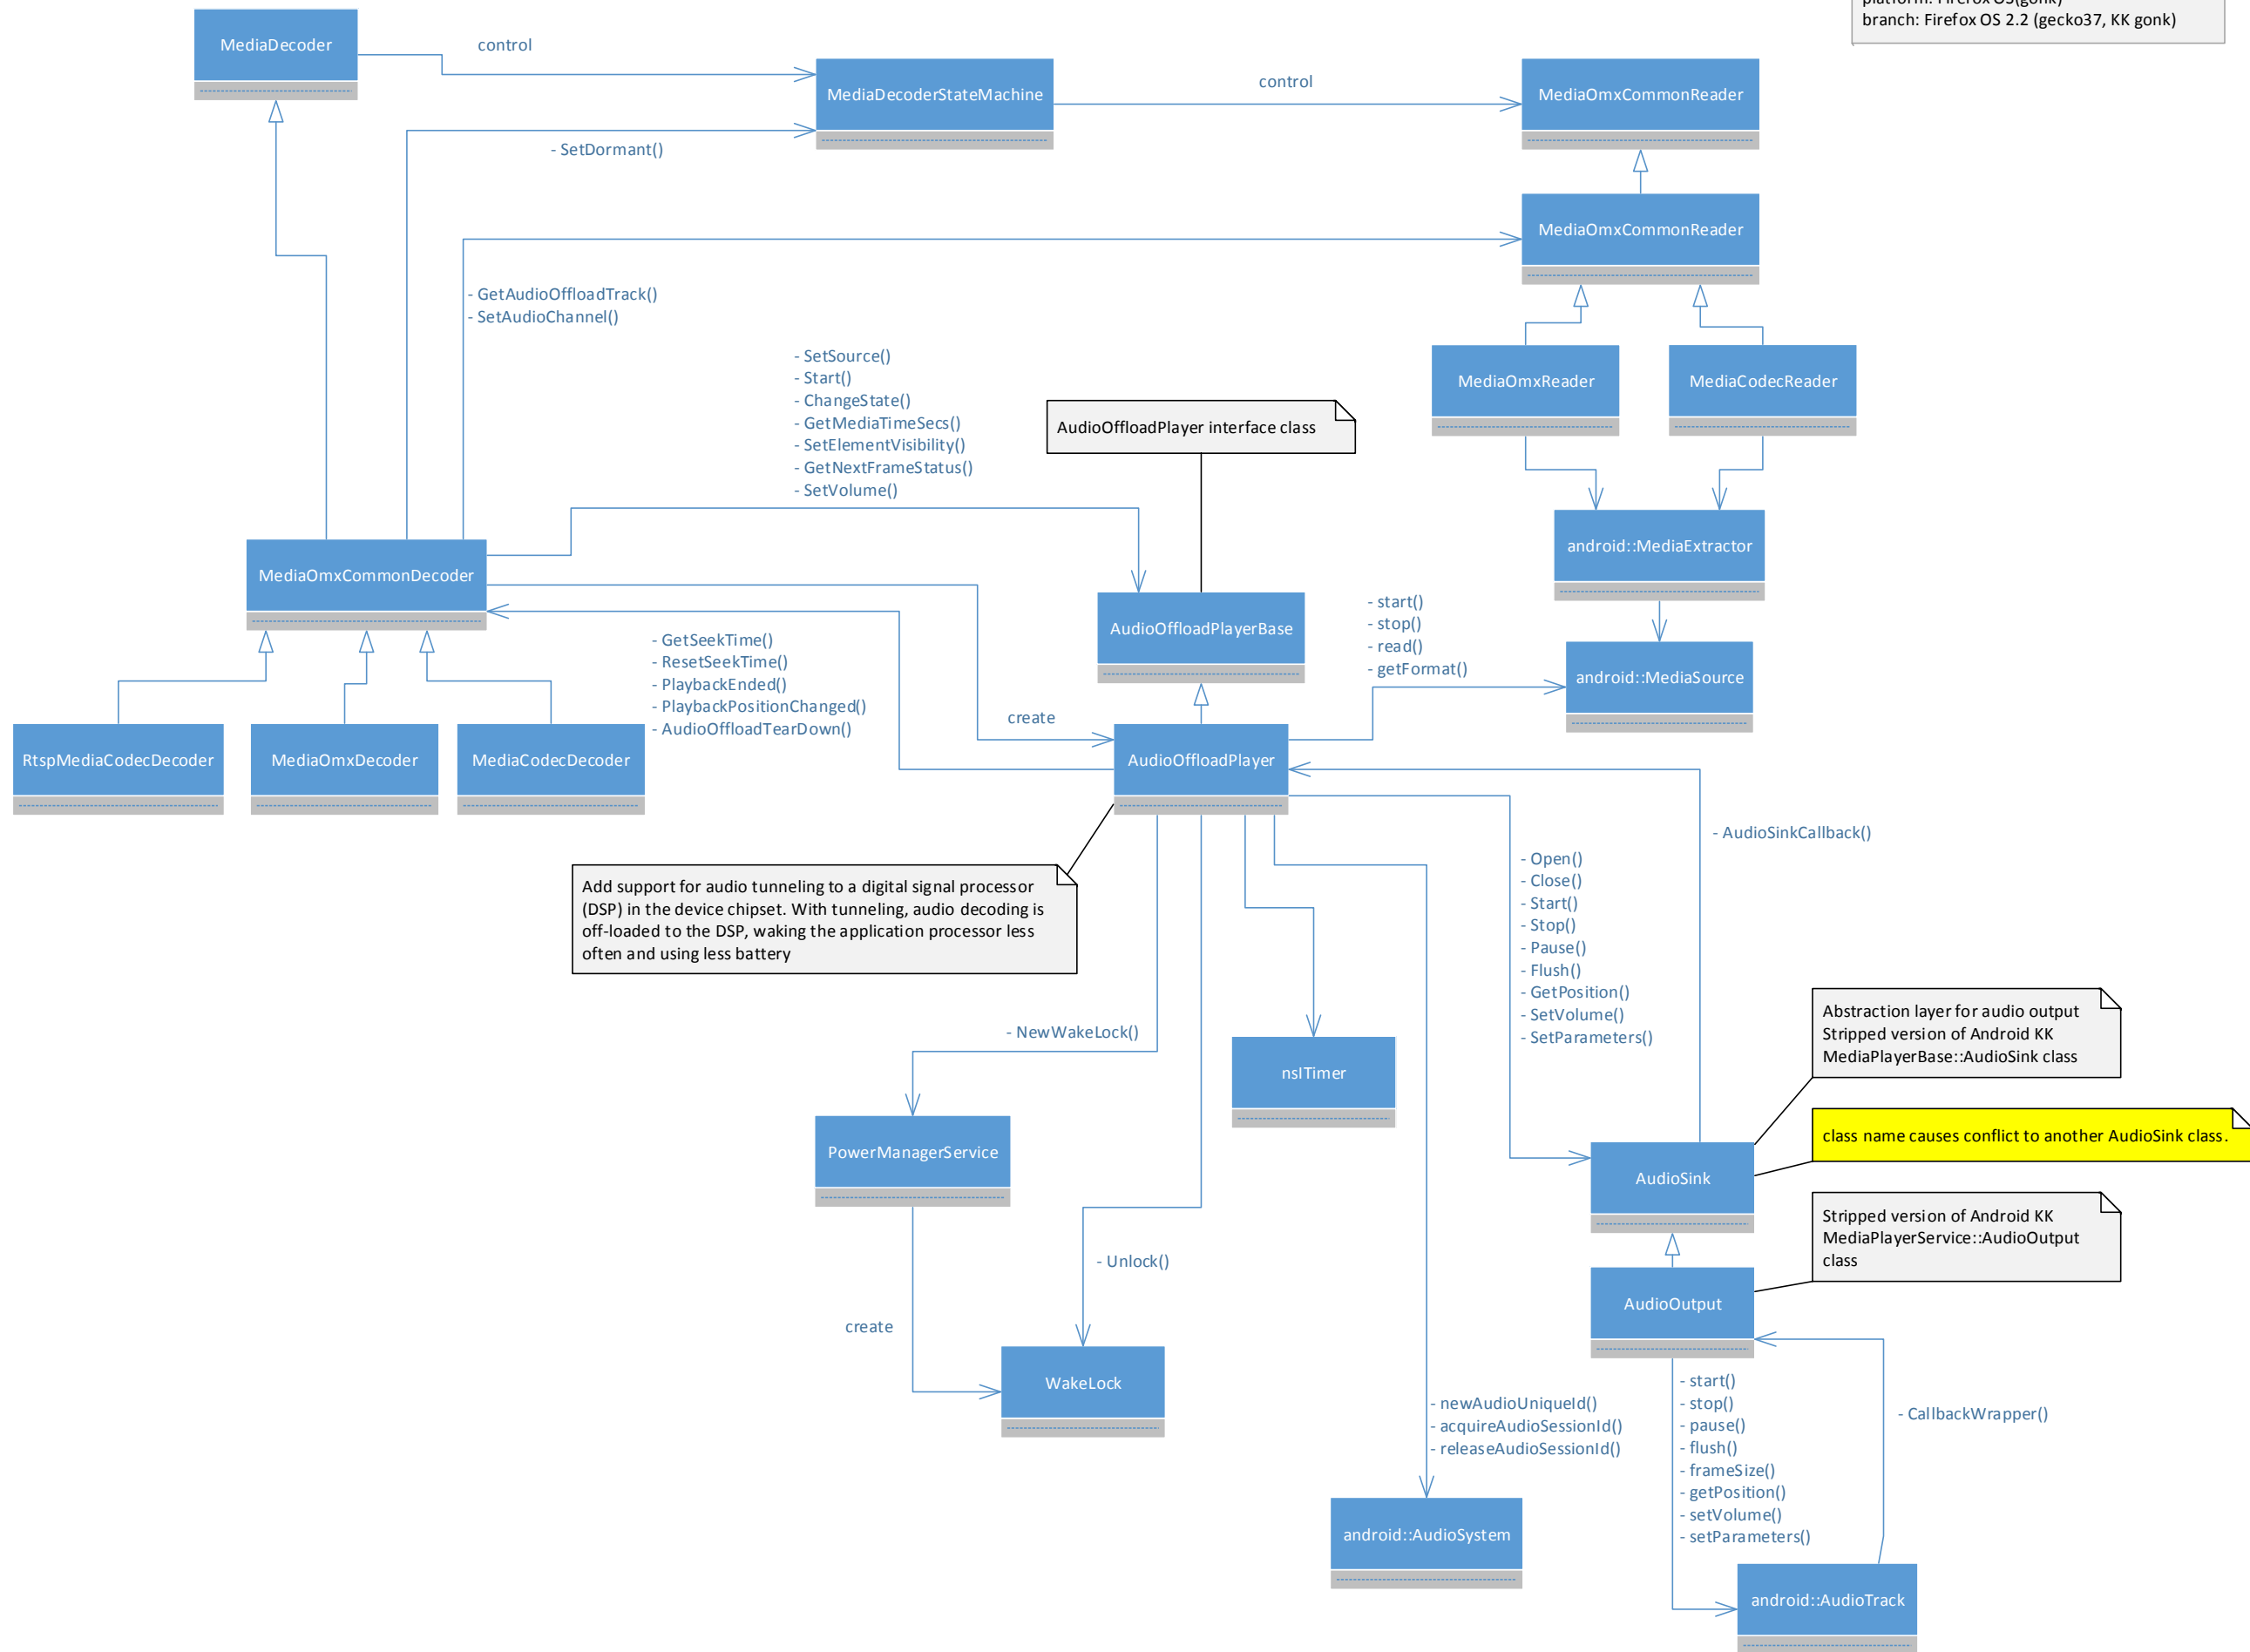 platform: Firefox OS(gonk)
branch: Firefox OS 2.2 (gecko37, KK gonk)
MediaDecoder
control
MediaDecoderStateMachine
control
MediaOmxCommonReader
- SetDormant()
MediaOmxCommonReader
- GetAudioOffloadTrack()
- SetAudioChannel()
- SetSource()
- Start()
- ChangeState()
- GetMediaTimeSecs()
- SetElementVisibility()
- GetNextFrameStatus()
- SetVolume()
AudioOffloadPlayer interface class
MediaOmxReader
MediaCodecReader
android::MediaExtractor
MediaOmxCommonDecoder
AudioOffloadPlayerBase
- start()
- stop()
- read()
- getFormat()
android::MediaSource
- GetSeekTime()
- ResetSeekTime()
- PlaybackEnded()
- PlaybackPositionChanged()
- AudioOffloadTearDown()
create
RtspMediaCodecDecoder
MediaOmxDecoder
MediaCodecDecoder
AudioOffloadPlayer
- AudioSinkCallback()
Add support for audio tunneling to a digital signal processor
(DSP) in the device chipset. With tunneling, audio decoding is
off-loaded to the DSP, waking the application processor less
often and using less battery
- Open()
- Close()
- Start()
- Stop()
- Pause()
- Flush()
- GetPosition()
- SetVolume()
- SetParameters()
Abstraction layer for audio output
Stripped version of Android KK
MediaPlayerBase::AudioSink class
- NewWakeLock()
nsITimer
class name causes conflict to another AudioSink class.
PowerManagerService
AudioSink
Stripped version of Android KK
MediaPlayerService::AudioOutput
class
- Unlock()
AudioOutput
create
WakeLock
- newAudioUniqueId()
- acquireAudioSessionId()
- releaseAudioSessionId()
- start()
- stop()
- pause()
- flush()
- frameSize()
- getPosition()
- setVolume()
- setParameters()
- CallbackWrapper()
android::AudioSystem
android::AudioTrack